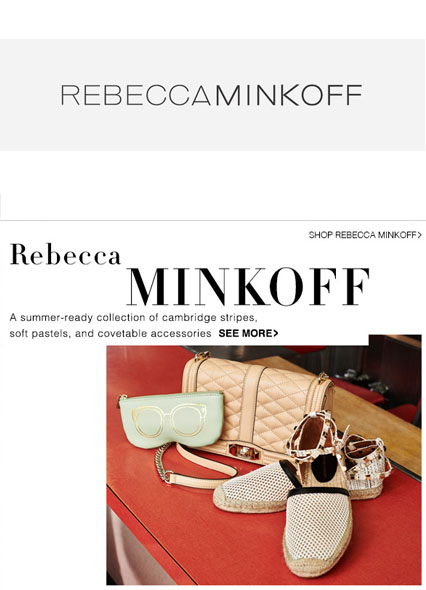 REBECCAMINKOFF
SHOP REBECCA MINKOFF>
Rebecca
MINKOFF
A summer-ready collection of cambridge stripes,
soft pastels, and covetable accessories SEE MORE>